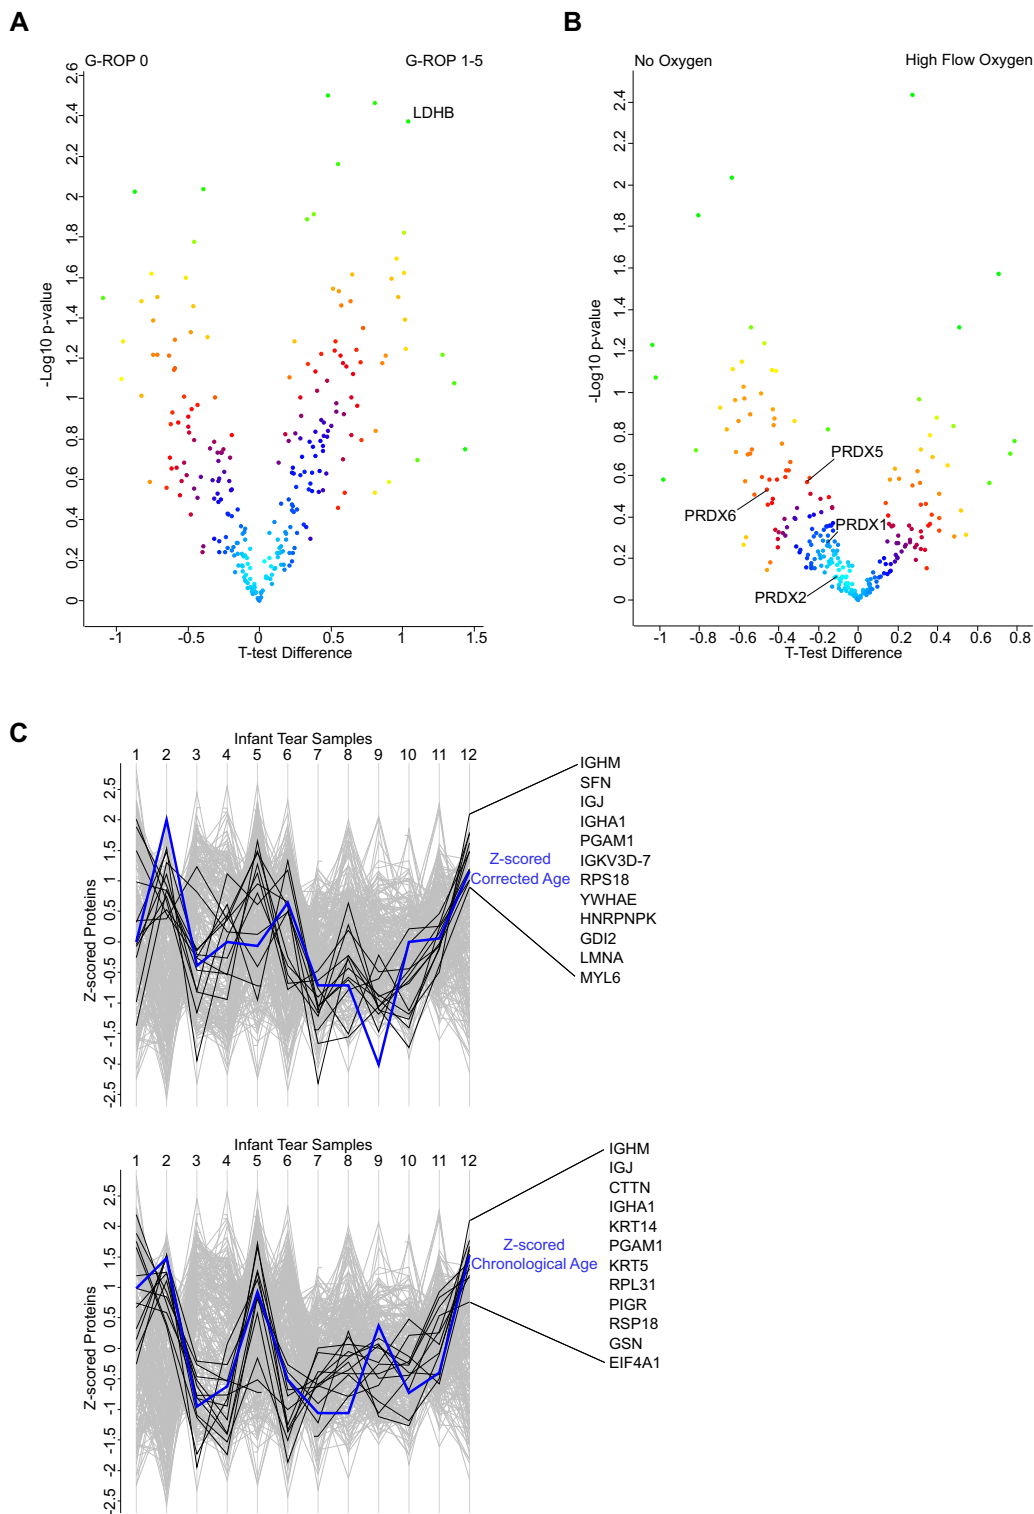 A
G-ROP 0
G-ROP 1-5
2.6
2.4
2.2
2
1.8
1.6
1.4
1.2
1
0.8
0.6
0.4
0.2
0
-Log10 p-value
LDHB
-1
-0.5
0
0.5
1
1.5
T-test Difference
B
No Oxygen
High Flow Oxygen
2.4
2.2
2
1.8
1.6
1.4
1.2
1
0.8
0.6
0.4
0.2
0
-Log10 p-value
PRDX5
PRDX6
PRDX1
PRDX2
-1
-0.8
-0.6
-0.4
-0.2
0
0.2
0.4
0.6
0.8
T-Test Difference
C
Infant Tear Samples
1 2 3 4 5 6 7 8 9 10 11 12
2.5
2
1.5
1
0.5
0
-0.5
-1
-1.5
-2
-2.5
Z-scored Proteins
Z-scored
Corrected Age
IGHM
SFN
IGJ
IGHA1
PGAM1
IGKV3D-7
RPS18
YWHAE
HNRPNPK
GDI2
LMNA
MYL6
Infant Tear Samples
1 2 3 4 5 6 7 8 9 10 11 12
2.5
2
1.5
1
0.5
0
-0.5
-1
-1.5
-2
-2.5
Z-scored Proteins
Z-scored
Chronological Age
IGHM
IGJ
CTTN
IGHA1
KRT14
PGAM1
KRT5
RPL31
PIGR
RSP18
GSN
EIF4A1